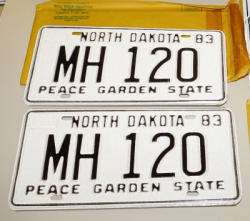 NORTH DAKOTA 83
MH 120
PEACE GARDEN STATE
NORTH DAKOTA 83
MH 120
PEACE GARDEN STATE